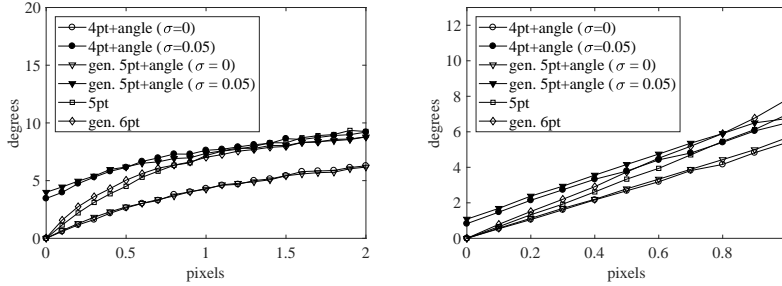 20
15
10
5
0
degrees
4pt+angle (σ=0)
4pt+angle (σ=0.05)
gen. 5pt+angle (σ = 0)
gen. 5pt+angle (σ = 0.05)
5pt
gen. 6pt
0 0.5 1 1.5 2
pixels
12
10
8
6
4
2
0
degrees
4pt+angle (σ=0)
4pt+angle (σ=0.05)
gen. 5pt+angle (σ = 0)
gen. 5pt+angle (σ = 0.05)
5pt
gen. 6pt
0 0.2 0.4 0.6 0.8
pixels